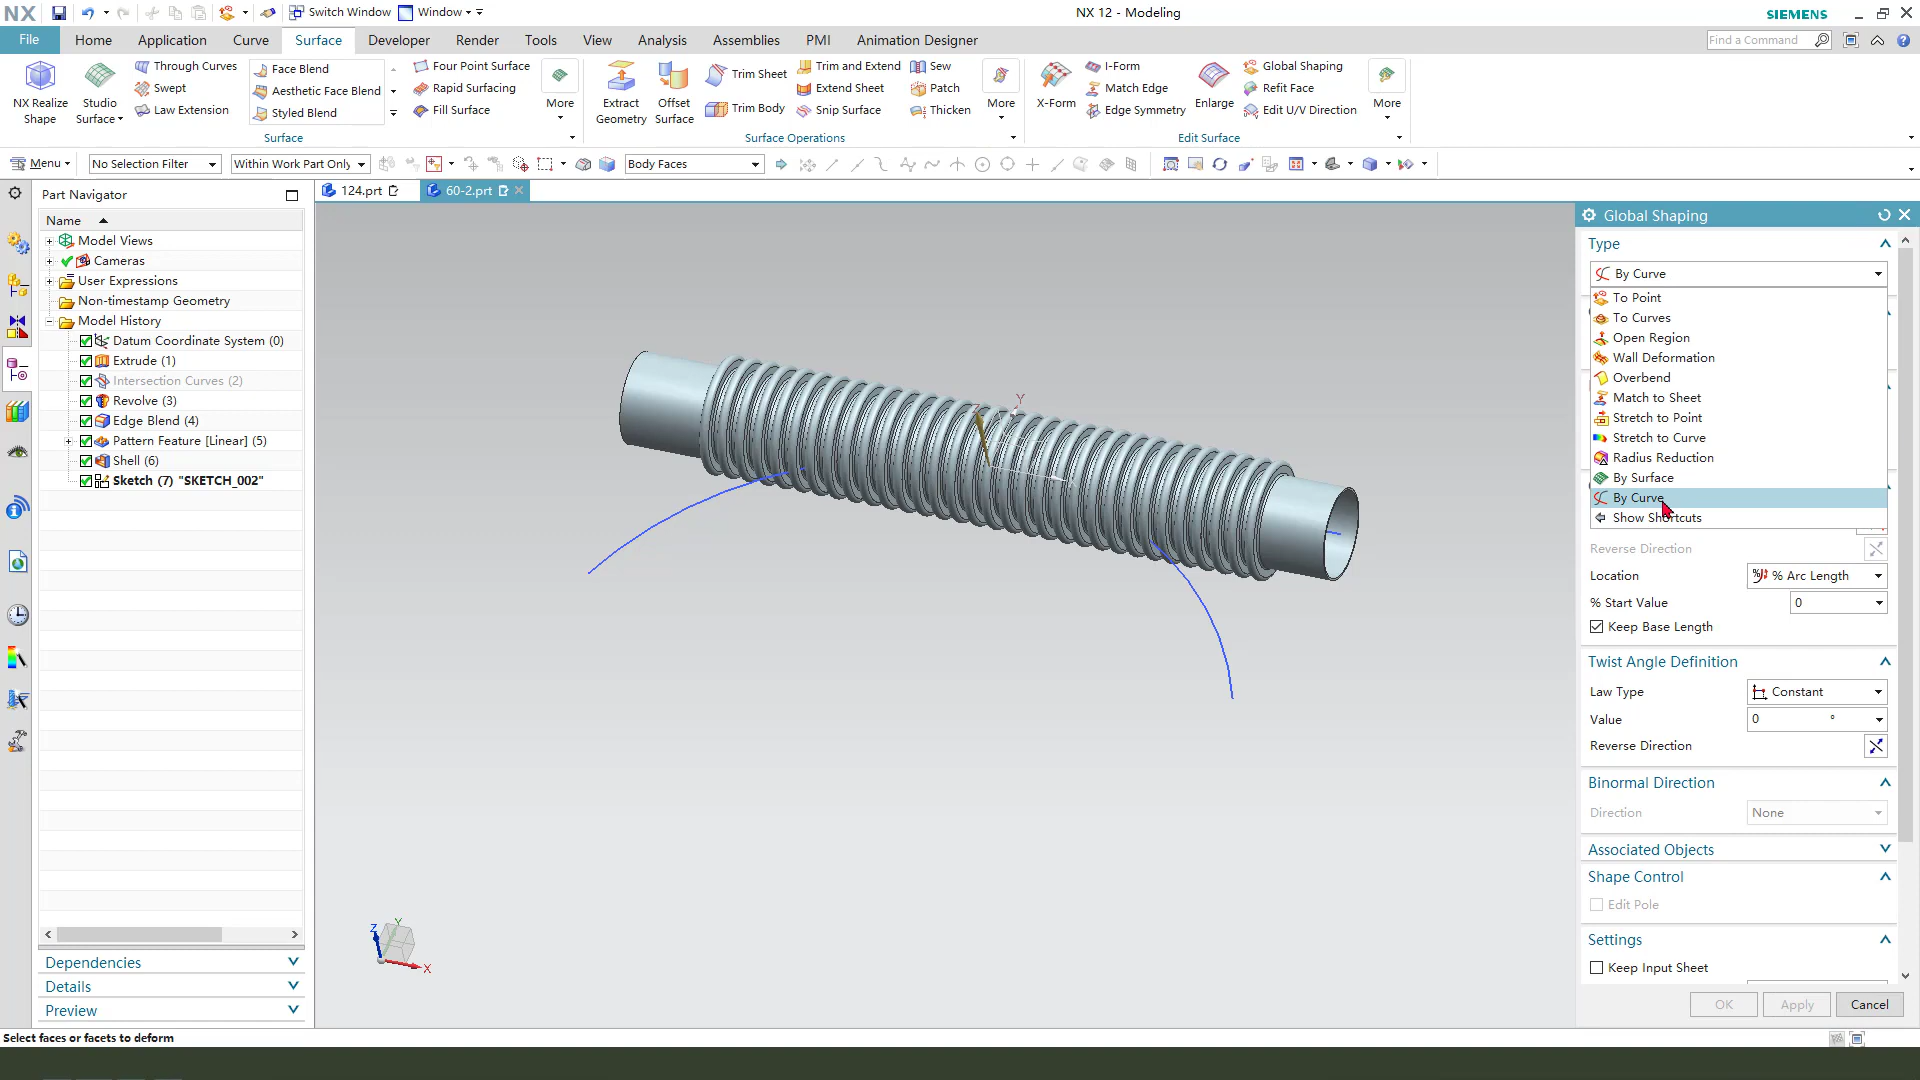 NX
Switch Window
Window
NX 12 - Modeling
SIEMENS
File
Home
Application
Curve
Surface
Developer
Render
Tools
View
Analysis
Assemblies
PMI
Animation Designer
Find a Command
NX Realize
Shape
Studio
Surface
Through Curves
Swept
Law Extension
Face Blend
Aesthetic Face Blend
Styled Blend
Four Point Surface
Rapid Surfacing
Fill Surface
More
Surface
Extract
Geometry
Offset
Surface
Trim Sheet
Trim Body
Trim and Extend
Extend Sheet
Snip Surface
Sew
Patch
Thicken
More
Surface Operations
X-Form
I-Form
Match Edge
Edge Symmetry
Enlarge
Global Shaping
Refit Face
Edit U/V Direction
More
Edit Surface
Menu
No Selection Filter
Within Work Part Only
Body Faces
Part Navigator
124.prt
60-2.prt
Name
Model Views
Cameras
User Expressions
Non-timestamp Geometry
Model History
Datum Coordinate System (0)
Extrude (1)
Intersection Curves (2)
Revolve (3)
Edge Blend (4)
Pattern Feature [Linear] (5)
Shell (6)
Sketch (7) "SKETCH_002"
Dependencies
Details
Preview
Y
Z
Y
X
Global Shaping
Type
By Curve
To Point
To Curves
Open Region
Wall Deformation
Overbend
Match to Sheet
Stretch to Point
Stretch to Curve
Radius Reduction
By Surface
By Curve
Show Shortcuts
Reverse Direction
Location
% Arc Length
% Start Value
0
Keep Base Length
Twist Angle Definition
Law Type
Constant
Value
0
°
Reverse Direction
Binormal Direction
Direction
None
Associated Objects
Shape Control
Edit Pole
Settings
Keep Input Sheet
OK
Apply
Cancel
Select faces or facets to deform